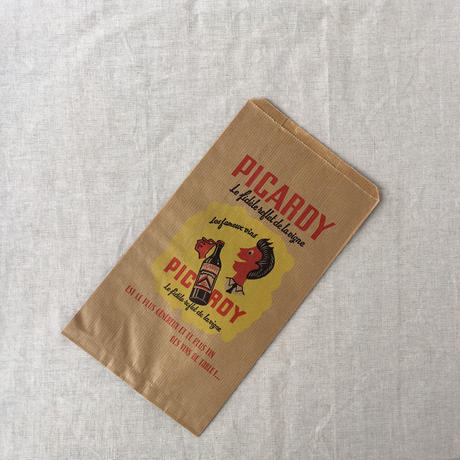 PICARDY
Le fidèle reflet de la vigne
Les fameux vins
PICARDY
Le fidèle reflet de la vigne
EST LE PLUS GÉNÉREUX ET LE PLUS FIN
DES VINS DE TABLE !...